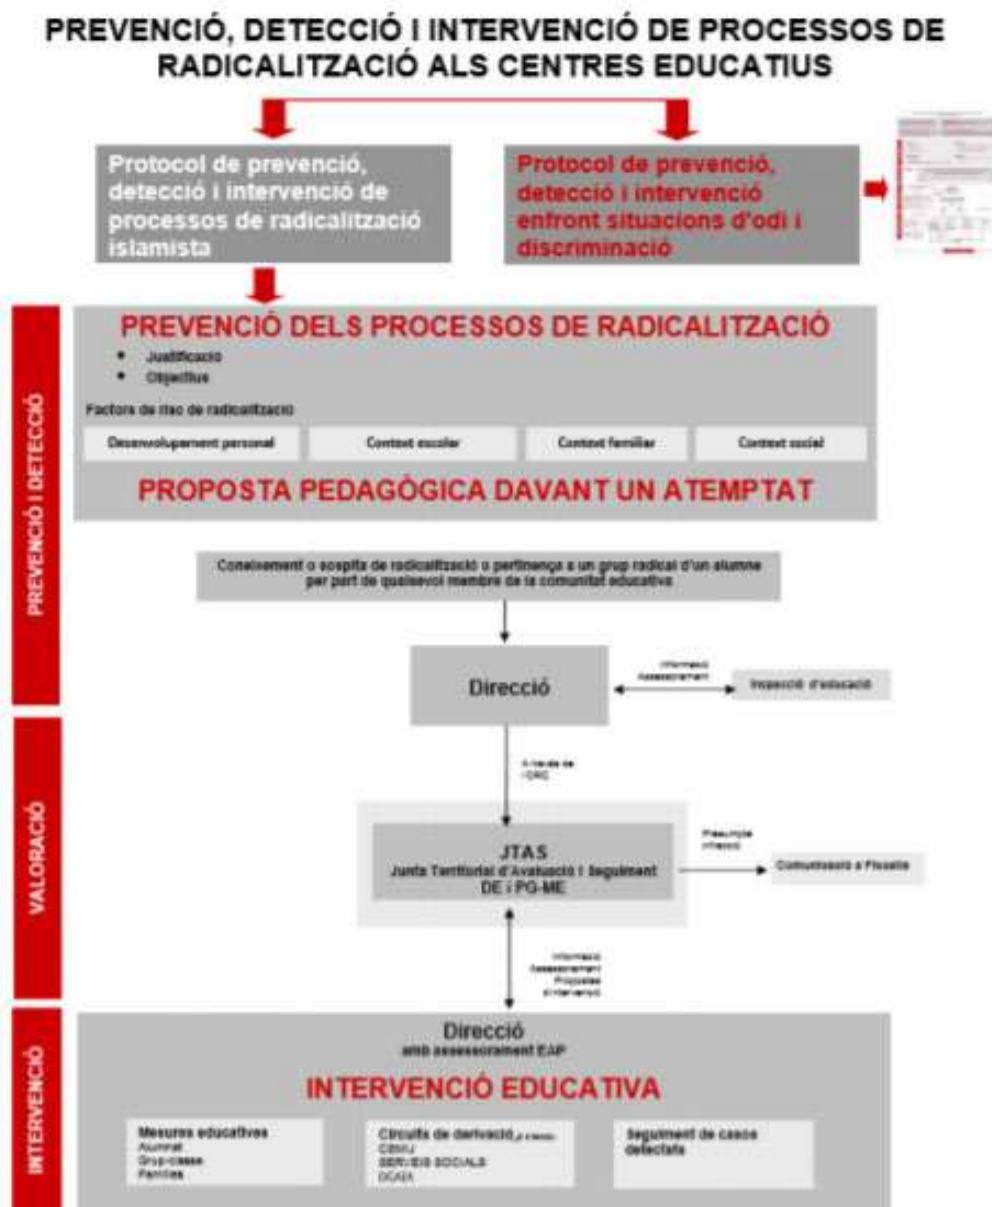 PREVENCIÓ, DETECCIÓ I INTERVENCIÓ DE PROCESSOS DE
RADICALITZACIÓ ALS CENTRES EDUCATIUS
Protocol de prevenció,
detecció i intervenció de
processos de radicalització
islamista
Protocol de prevenció,
detecció i intervenció
enfront situacions d'odi i
discriminació
PREVENCIÓ I DETECCIÓ
PREVENCIÓ DELS PROCESSOS DE RADICALITZACIÓ
• Justificació
• Objectius
Factors de risc de radicalització
Desenvolupament personal
Context escolar
Context familiar
Context social
PROPOSTA PEDAGÒGICA DAVANT UN ATEMPTAT
Coneixement o sospita de radicalització o pertinença a un grup radical d'un alumne
per part de qualsevol membre de la comunitat educativa
Direcció
Informació
Assessorament
Inspecció d'educació
VALORACIÓ
A través de
JTAS
Junta Territorial d'Avaluació i Seguiment
DE i PG-ME
Presumpta
infracció
Comunicació a Fiscalia
Informació
Assessorament
Propostes
d'intervenció
INTERVENCIÓ
Direcció
amb assessorament EAP
INTERVENCIÓ EDUCATIVA
Mesures educatives
Alumnat
Grup-classe
Famílies
Circuits de derivació
CSMIJ
SERVEIS SOCIALS
DGAIA
Seguiment de casos
detectats